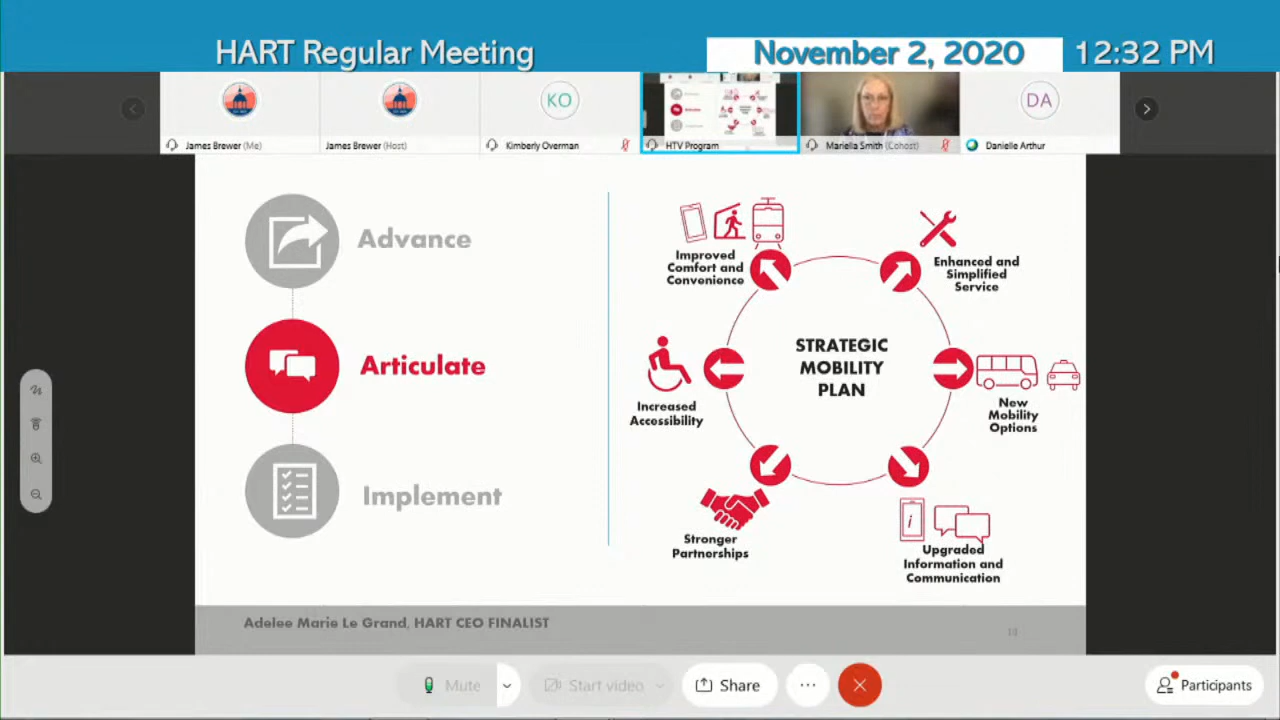 HART Regular Meeting
November 2, 2020
12:32 PM
KO
DA
James Brewer (Me)
James Brewer (Host)
Kimberly Overman
HTV Program
Mariella Smith (Cohost)
Danielle Arthur
Advance
Articulate
Implement
Improved
Comfort and
Convenience
Enhanced and
Simplified
Service
STRATEGIC
MOBILITY
PLAN
Increased
Accessibility
New
Mobility
Options
Stronger
Partnerships
i
Upgraded
Information and
Communication
Adelee Marie Le Grand, HART CEO FINALIST
Mute
Start video
Share
Participants